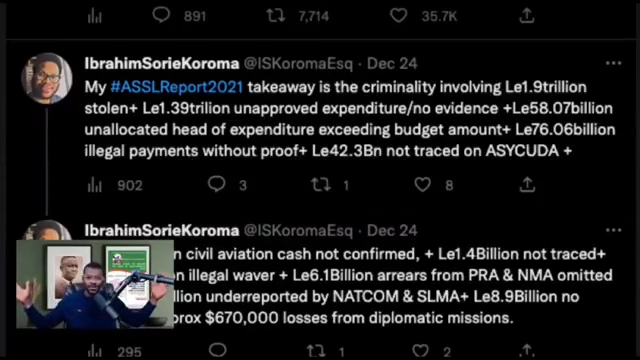 891 7,714 35.7K
IbrahimSorieKoroma @ISKoromaEsq · Dec 24
My #ASSLReport2021 takeaway is the criminality involving Le1.9trillion
stolen+ Le1.39trilion unapproved expenditure/no evidence +Le58.07billion
unallocated head of expenditure exceeding budget amount+ Le76.06billion
illegal payments without proof+ Le42.3Bn not traced on ASYCUDA +
902 3 1 8
IbrahimSorieKoroma @ISKoromaEsq · Dec 24
n civil aviation cash not confirmed, + Le1.4Billion not traced+
on illegal waver + Le6.1Billion arrears from PRA & NMA omitted
illion underreported by NATCOM & SLMA+ Le8.9Billion no
rox $670,000 losses from diplomatic missions.
295 1 2